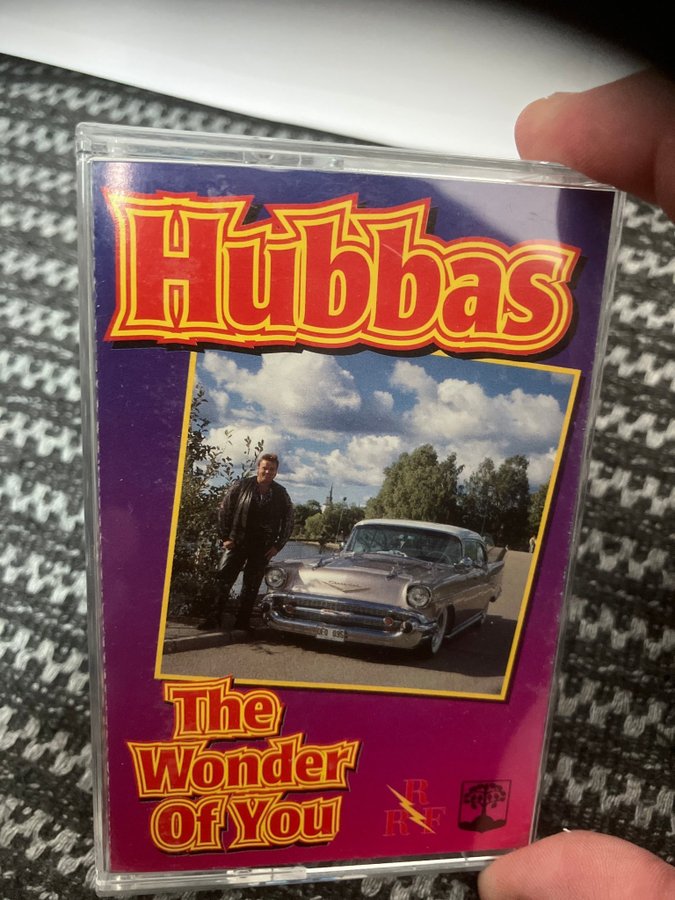 Hubbas
The
Wonder
Of You
R
R F